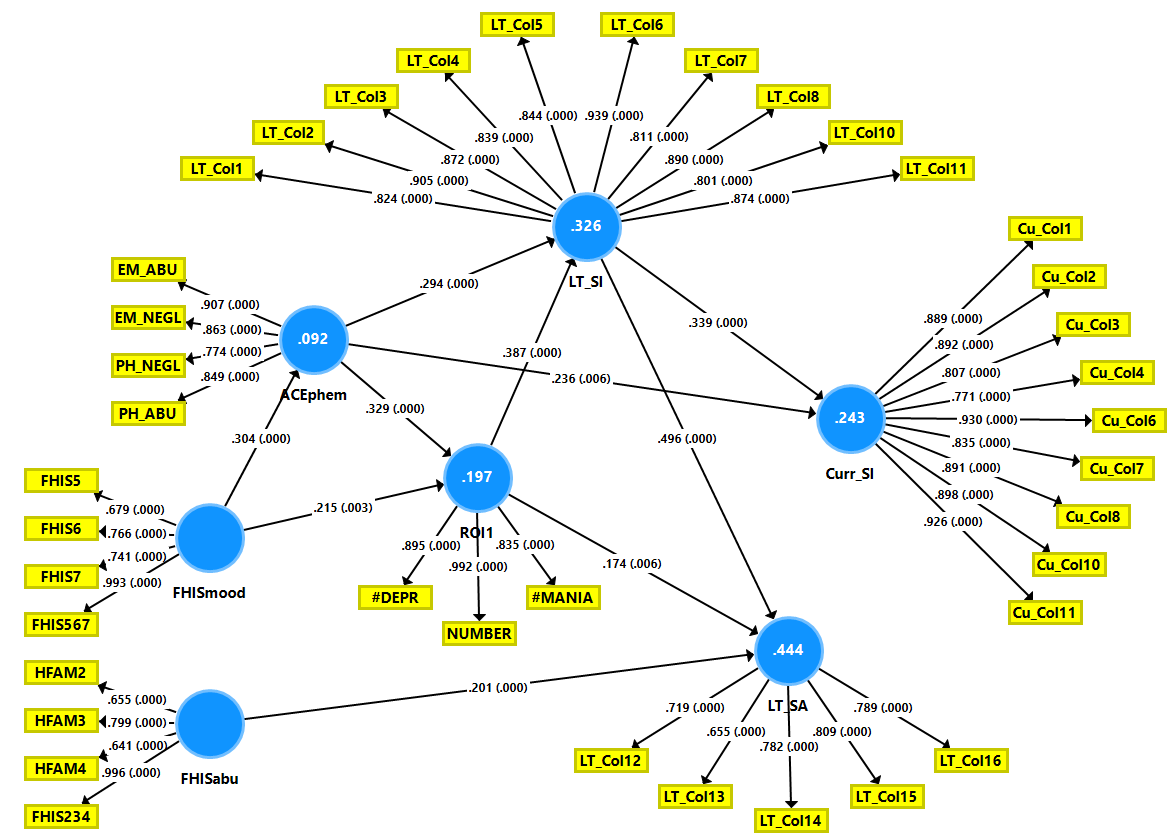 LT_Col5
LT_Col6
LT_Col4
LT_Col7
LT_Col3
LT_Col8
LT_Col2
LT_Col10
LT_Col1
LT_Col11
.844 (.000)
.939 (.000)
.839 (.000)
.811 (.000)
.872 (.000)
.890 (.000)
.905 (.000)
.801 (.000)
.824 (.000)
.874 (.000)
.326
LT_SI
Cu_Col1
Cu_Col2
Cu_Col3
Cu_Col4
Cu_Col6
Cu_Col7
Cu_Col8
Cu_Col10
Cu_Col11
.889 (.000)
.892 (.000)
.807 (.000)
.771 (.000)
.930 (.000)
.835 (.000)
.891 (.000)
.898 (.000)
.926 (.000)
.243
Curr_SI
EM_ABU
EM_NEGL
PH_NEGL
PH_ABU
.907 (.000)
.863 (.000)
.774 (.000)
.849 (.000)
.092
ACEphem
.294 (.000)
.339 (.000)
.387 (.000)
.236 (.006)
.329 (.000)
.304 (.000)
.496 (.000)
.197
ROI1
.215 (.003)
.895 (.000)
.835 (.000)
.992 (.000)
.174 (.006)
#DEPR
#MANIA
NUMBER
FHIS5
FHIS6
FHIS7
FHIS567
.679 (.000)
.766 (.000)
.741 (.000)
.993 (.000)
FHISmood
HFAM2
HFAM3
HFAM4
FHIS234
.655 (.000)
.799 (.000)
.641 (.000)
.996 (.000)
FHISabu
.201 (.000)
.444
LT_SA
.719 (.000)
.655 (.000)
.782 (.000)
.809 (.000)
.789 (.000)
LT_Col12
LT_Col13
LT_Col14
LT_Col15
LT_Col16